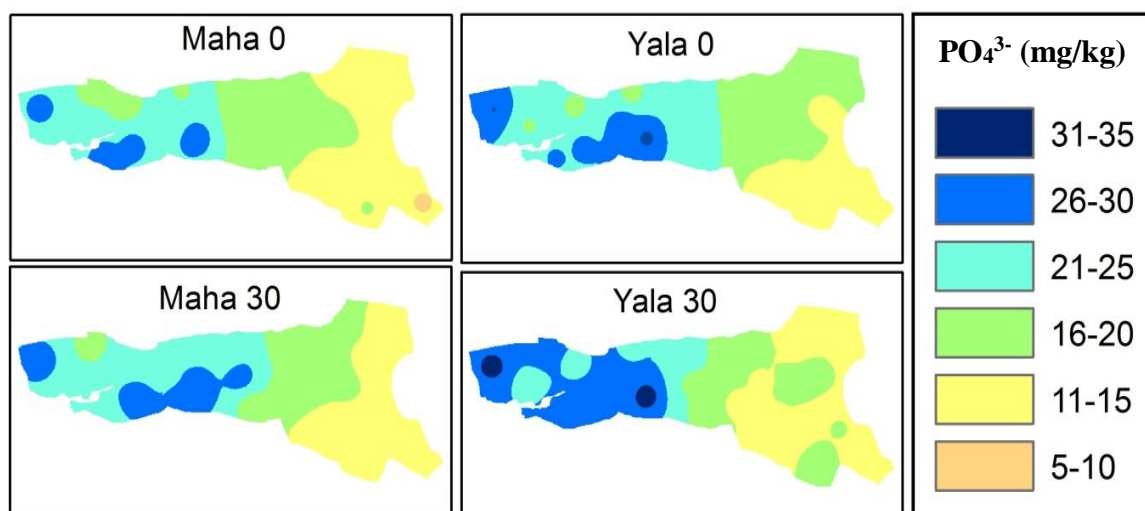 Maha 0
Yala 0
Maha 30
Yala 30
PO₄³⁻ (mg/kg)
31-35
26-30
21-25
16-20
11-15
5-10